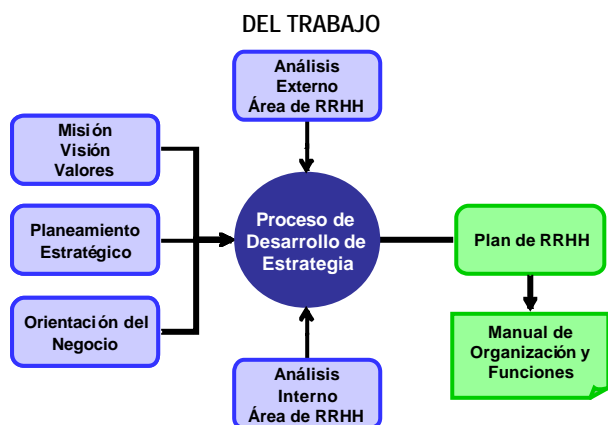 DEL TRABAJO
Análisis
Externo
Área de RRHH
Misión
Visión
Valores
Planeamiento
Estratégico
Orientación del
Negocio
Proceso de
Desarrollo de
Estrategia
Plan de RRHH
Manual de
Organización y
Funciones
Análisis
Interno
Área de RRHH